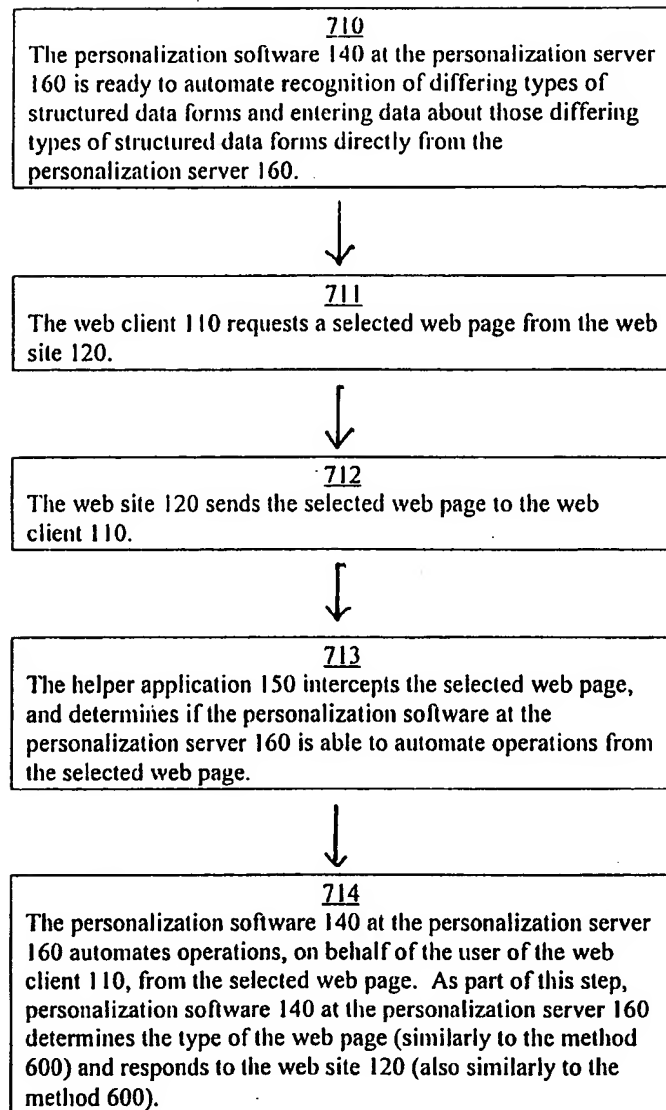 710
The personalization software 140 at the personalization server
160 is ready to automate recognition of differing types of
structured data forms and entering data about those differing
types of structured data forms directly from the
personalization server 160.
711
The web client 110 requests a selected web page from the web
site 120.
712
The web site 120 sends the selected web page to the web
client 110.
713
The helper application 150 intercepts the selected web page,
and determines if the personalization software at the
personalization server 160 is able to automate operations from
the selected web page.
714
The personalization software 140 at the personalization server
160 automates operations, on behalf of the user of the web
client 110, from the selected web page. As part of this step,
personalization software 140 at the personalization server 160
determines the type of the web page (similarly to the method
600) and responds to the web site 120 (also similarly to the
method 600).